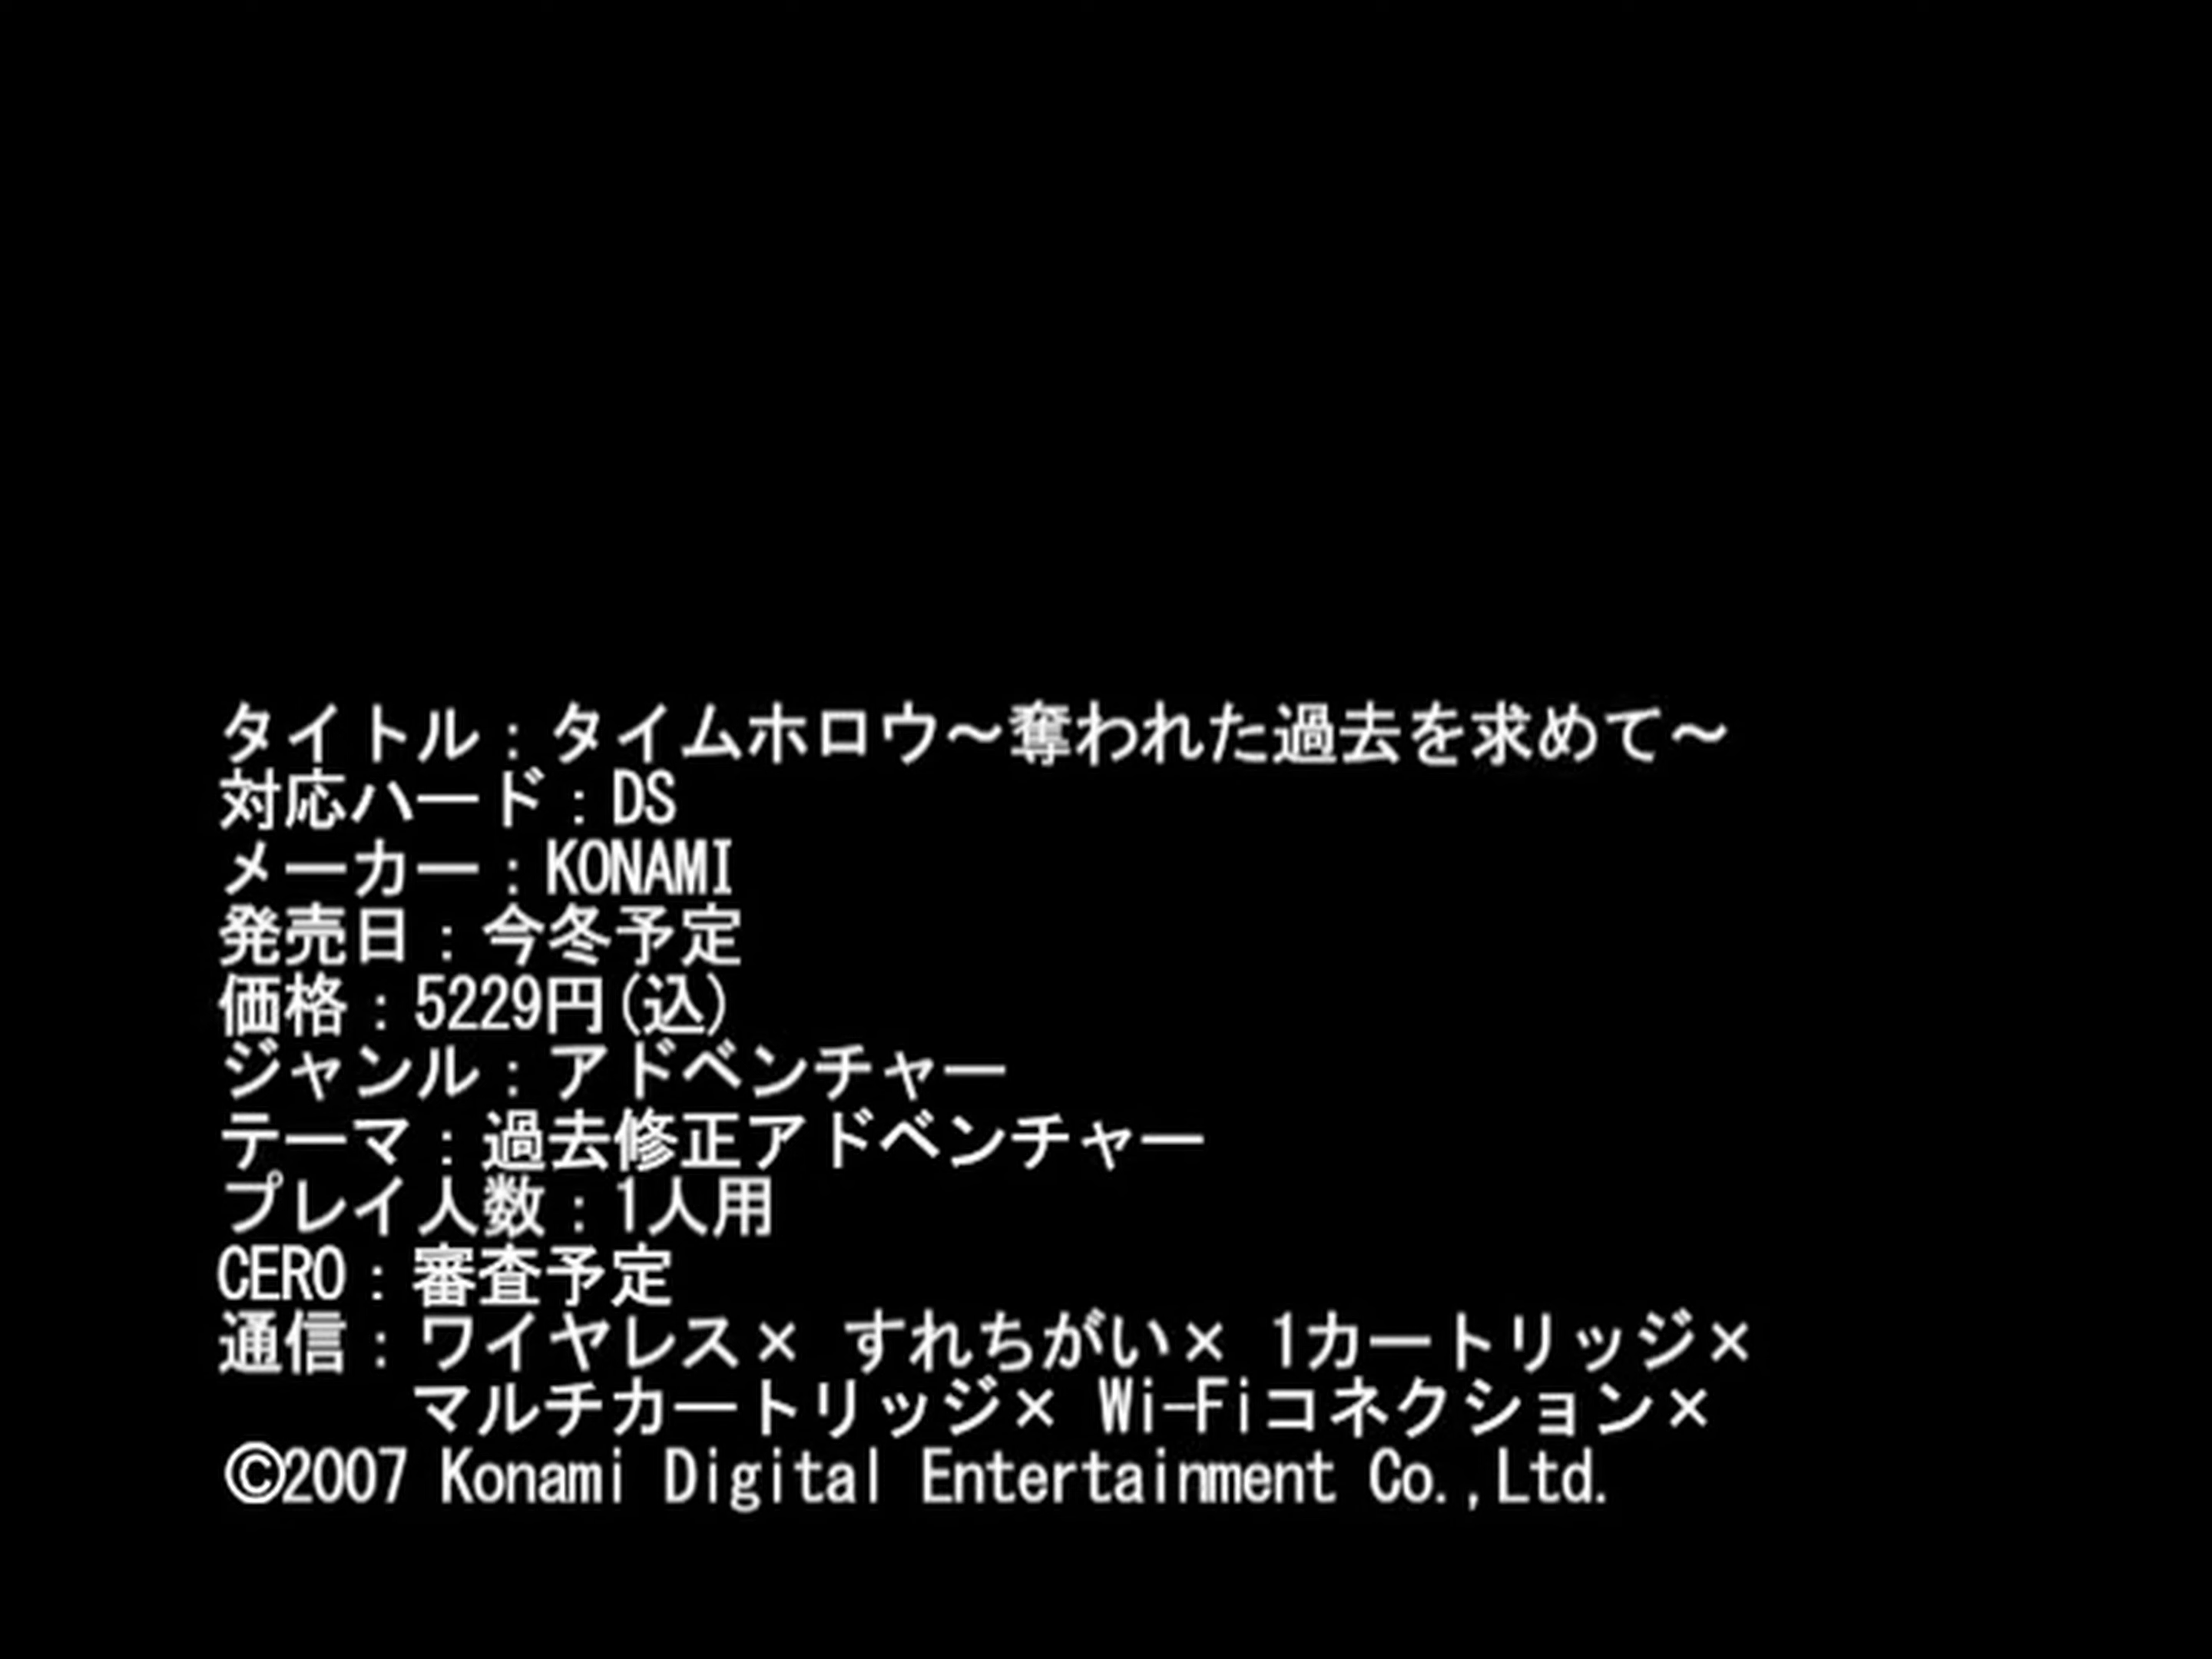 タイトル：タイムホロウ～奪われた過去を求めて～
対応ハード：DS
メーカー：KONAMI
発売日：今冬予定
価格：5229円(込)
ジャンル：アドベンチャー
テーマ：過去修正アドベンチャー
プレイ人数：1人用
CERO：審査予定
通信：ワイヤレス× すれちがい× 1カートリッジ×
マルチカートリッジ× Wi-Fiコネクション×
©2007 Konami Digital Entertainment Co.,Ltd.